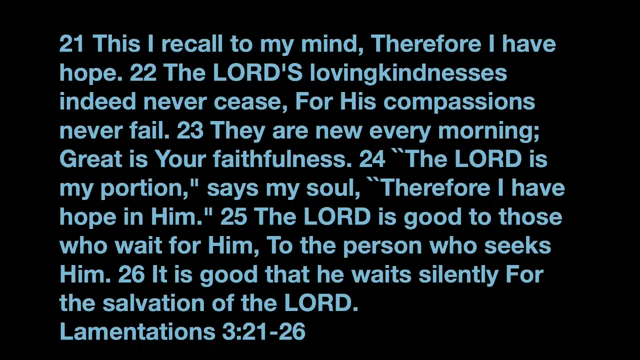 21 This I recall to my mind, Therefore I have
hope. 22 The LORD'S lovingkindnesses
indeed never cease, For His compassions
never fail. 23 They are new every morning;
Great is Your faithfulness. 24 ``The LORD is
my portion," says my soul, ``Therefore I have
hope in Him." 25 The LORD is good to those
who wait for Him, To the person who seeks
Him. 26 It is good that he waits silently For
the salvation of the LORD.
Lamentations 3:21-26